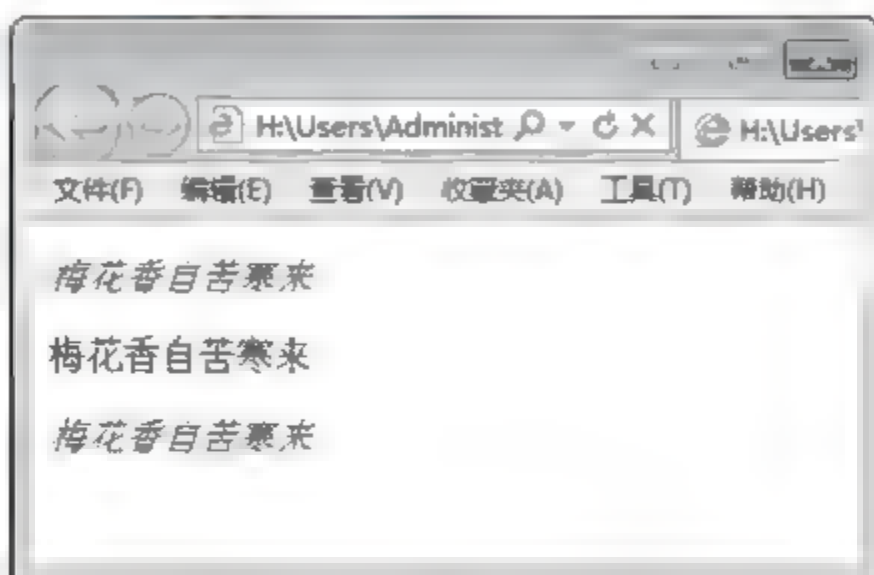 H:\Users\Administ
H:\Users
文件(F) 编辑(E) 查看(V) 收藏夹(A) 工具(T) 帮助(H)
梅花香自苦寒来
梅花香自苦寒来
梅花香自苦寒来